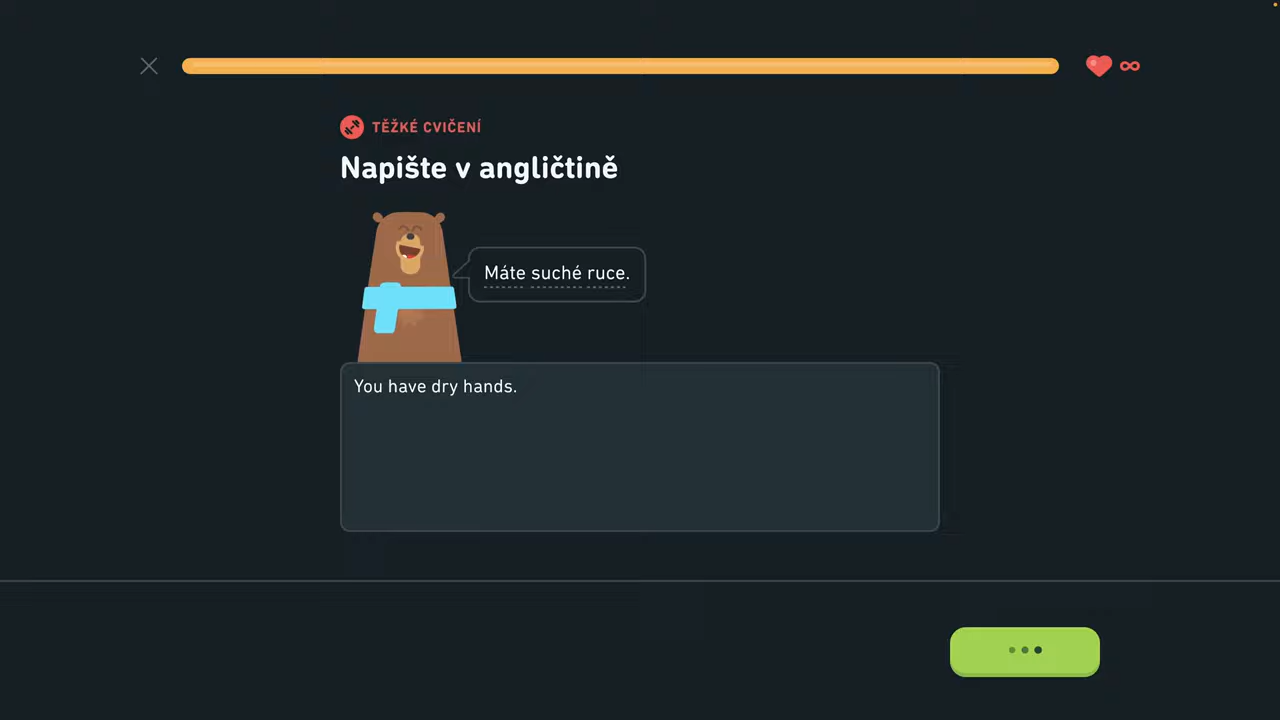 TĚŽKÉ CVIČENÍ
Napište v angličtině
Máte suché ruce.
You have dry hands.